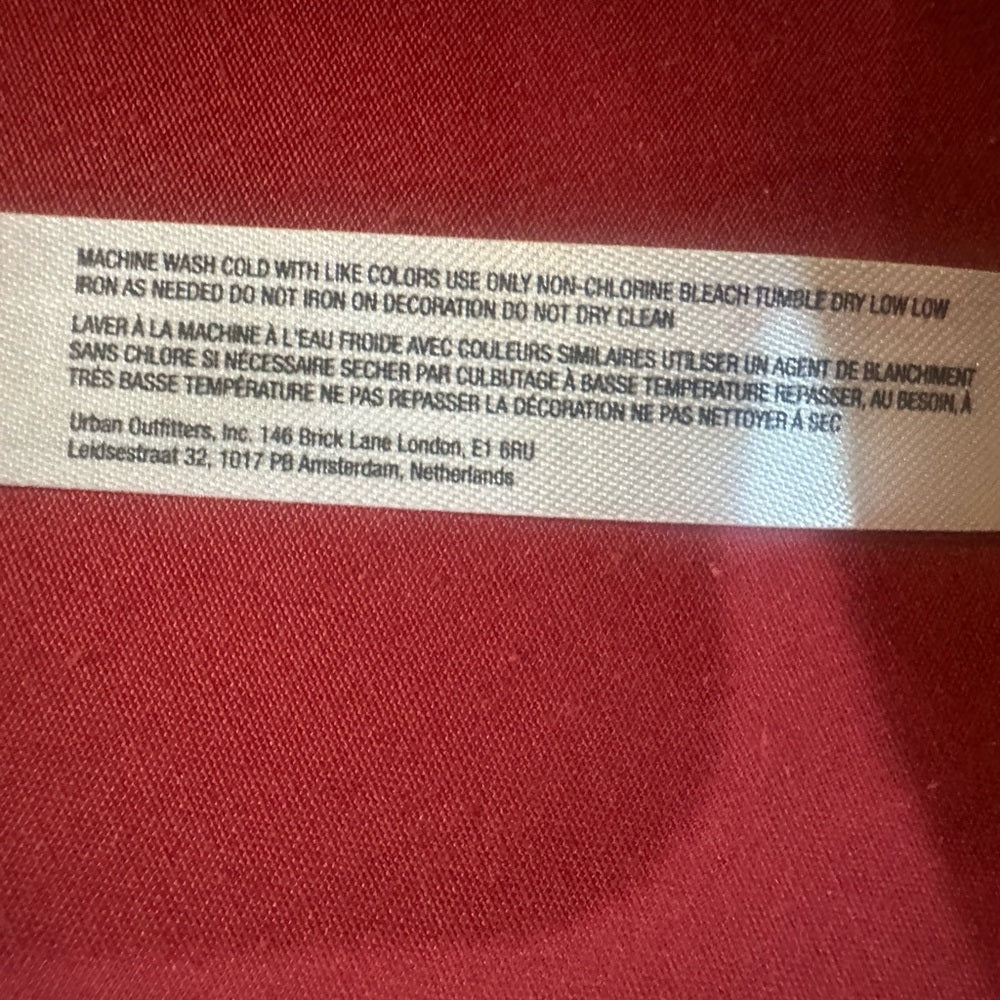 MACHINE WASH COLD WITH LIKE COLORS USE ONLY NON-CHLORINE BLEACH TUMBLE DRY LOW LOW
IRON AS NEEDED DO NOT IRON ON DECORATION DO NOT DRY CLEAN
LAVER À LA MACHINE À L'EAU FROIDE AVEC COULEURS SIMILAIRES UTILISER UN AGENT DE BLANCHIMENT
SANS CHLORE SI NÉCESSAIRE SECHER PAR CULBUTAGE À BASSE TEMPÉRATURE REPASSER, AU BESOIN, À
TRÈS BASSE TEMPÉRATURE NE PAS REPASSER LA DÉCORATION NE PAS NETTOYER À SEC
Urban Outfitters, Inc. 146 Brick Lane London, E1 6RU
Leidsestraat 32, 1017 PB Amsterdam, Netherlands